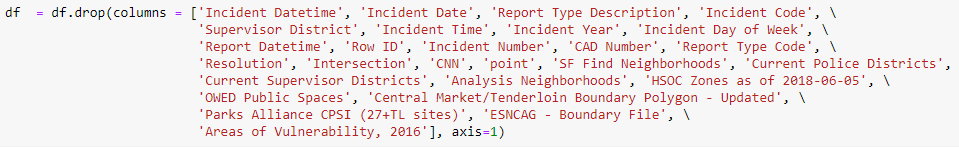 df  = df.drop(columns = ['Incident Datetime', 'Incident Date', 'Report Type Description', 'Incident Code', \
'Supervisor District', 'Incident Time', 'Incident Year', 'Incident Day of Week', \
'Report Datetime', 'Row ID', 'Incident Number', 'CAD Number', 'Report Type Code', \
'Resolution', 'Intersection', 'CNN', 'point', 'SF Find Neighborhoods', 'Current Police Districts',
'Current Supervisor Districts', 'Analysis Neighborhoods', 'HSOC Zones as of 2018-06-05', \
'OWED Public Spaces', 'Central Market/Tenderloin Boundary Polygon - Updated', \
'Parks Alliance CPSI (27+TL sites)', 'ESNCAG - Boundary File', \
'Areas of Vulnerability, 2016'], axis=1)